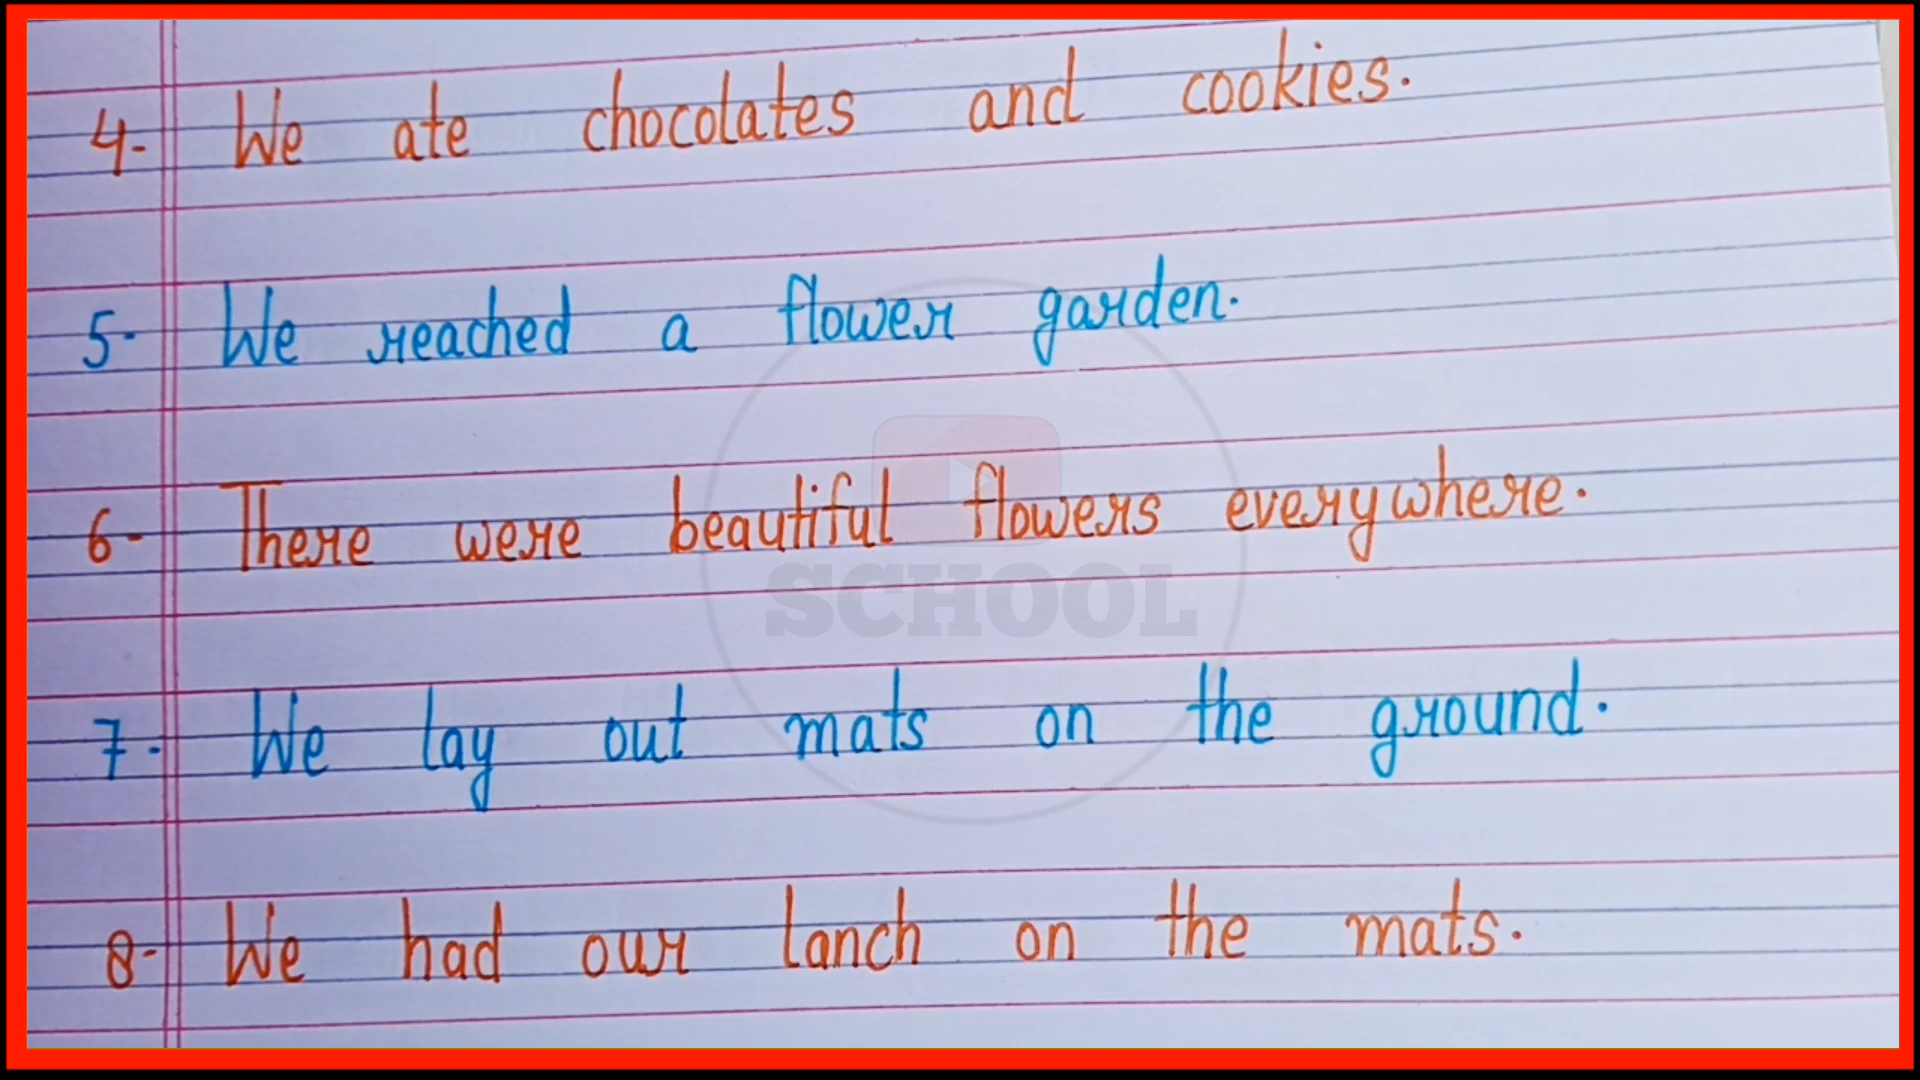 4- We ate chocolates and cookies.
5- We reached a flower garden.
6- There were beautiful flowers everywhere.
SCHOOL
7- We lay out mats on the ground.
8- We had our lanch on the mats.